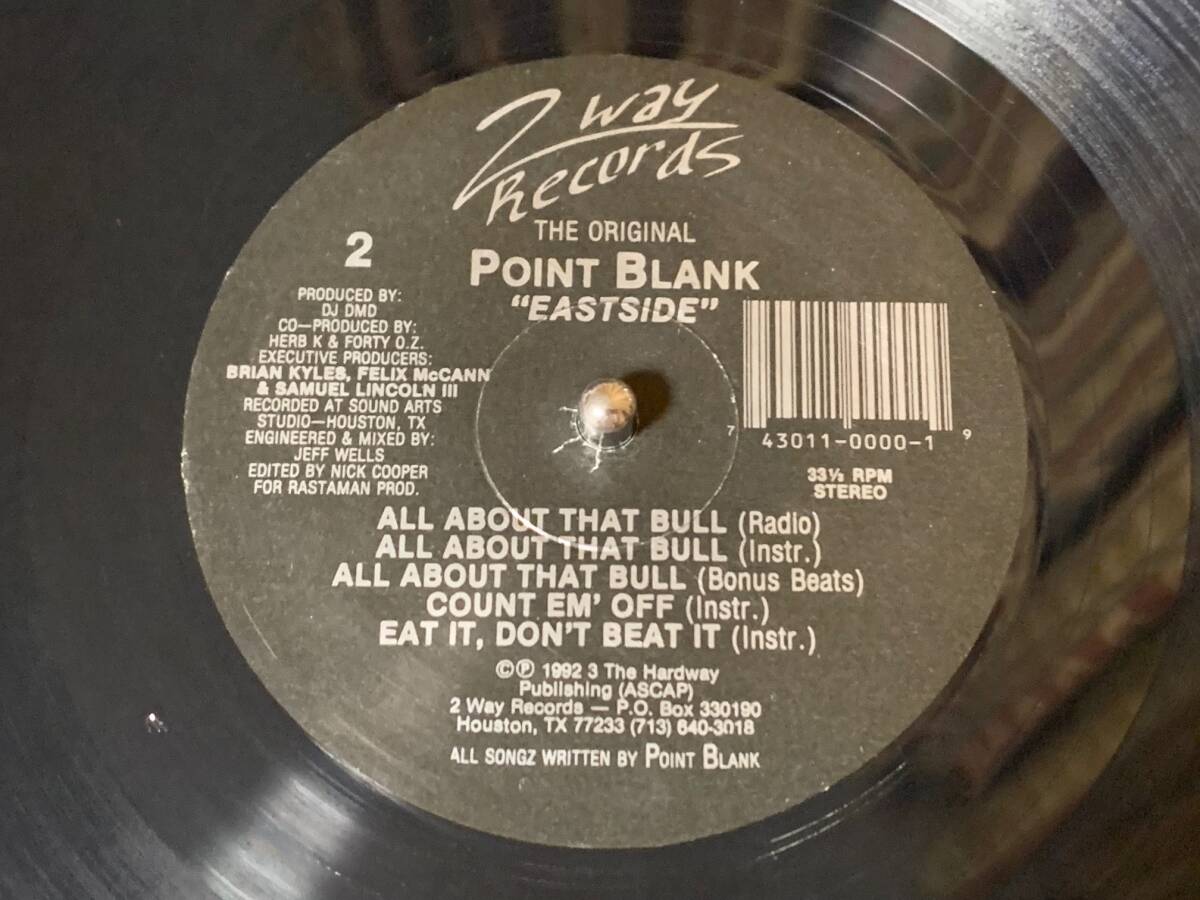 2 way
Records
THE ORIGINAL
POINT BLANK
"EASTSIDE"
2
PRODUCED BY:
DJ DMD
CO—PRODUCED BY:
HERB K & FORTY O.Z.
EXECUTIVE PRODUCERS:
BRIAN KYLES, FELIX McCANN
& SAMUEL LINCOLN III
RECORDED AT SOUND ARTS
STUDIO—HOUSTON, TX
ENGINEERED & MIXED BY:
JEFF WELLS
EDITED BY NICK COOPER
FOR RASTAMAN PROD.
7 43011-0000-1 9
33⅓ RPM
STEREO
ALL ABOUT THAT BULL (Radio)
ALL ABOUT THAT BULL (Instr.)
ALL ABOUT THAT BULL (Bonus Beats)
COUNT EM' OFF (Instr.)
EAT IT, DON'T BEAT IT (Instr.)
©℗ 1992 3 The Hardway
Publishing (ASCAP)
2 Way Records — P.O. Box 330190
Houston, TX 77233 (713) 640-3018
ALL SONGZ WRITTEN BY POINT BLANK